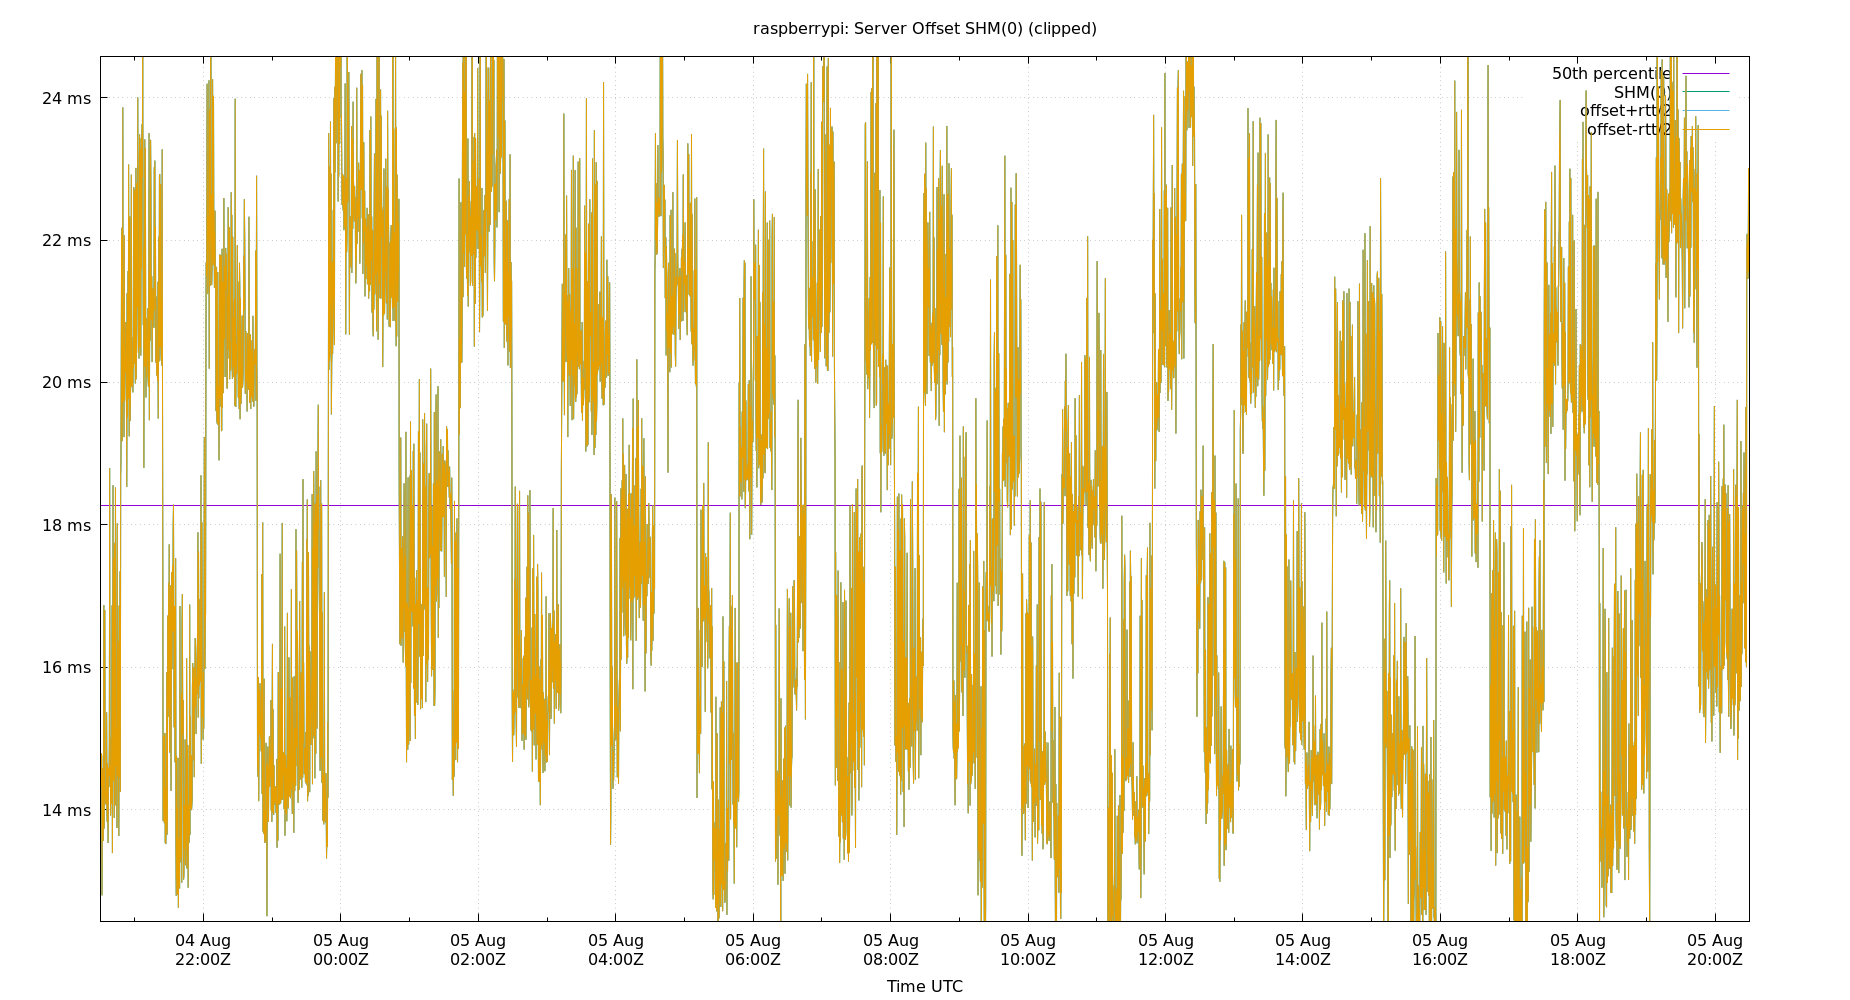 raspberrypi: Server Offset SHM(0) (clipped)
50th percentile
SHM(0)
offset+rtt/2
offset-rtt/2
24 ms
22 ms
20 ms
18 ms
16 ms
14 ms
04 Aug 05 Aug 05 Aug 05 Aug 05 Aug 05 Aug 05 Aug 05 Aug 05 Aug 05 Aug 05 Aug 05 Aug
22:00Z 00:00Z 02:00Z 04:00Z 06:00Z 08:00Z 10:00Z 12:00Z 14:00Z 16:00Z 18:00Z 20:00Z
Time UTC